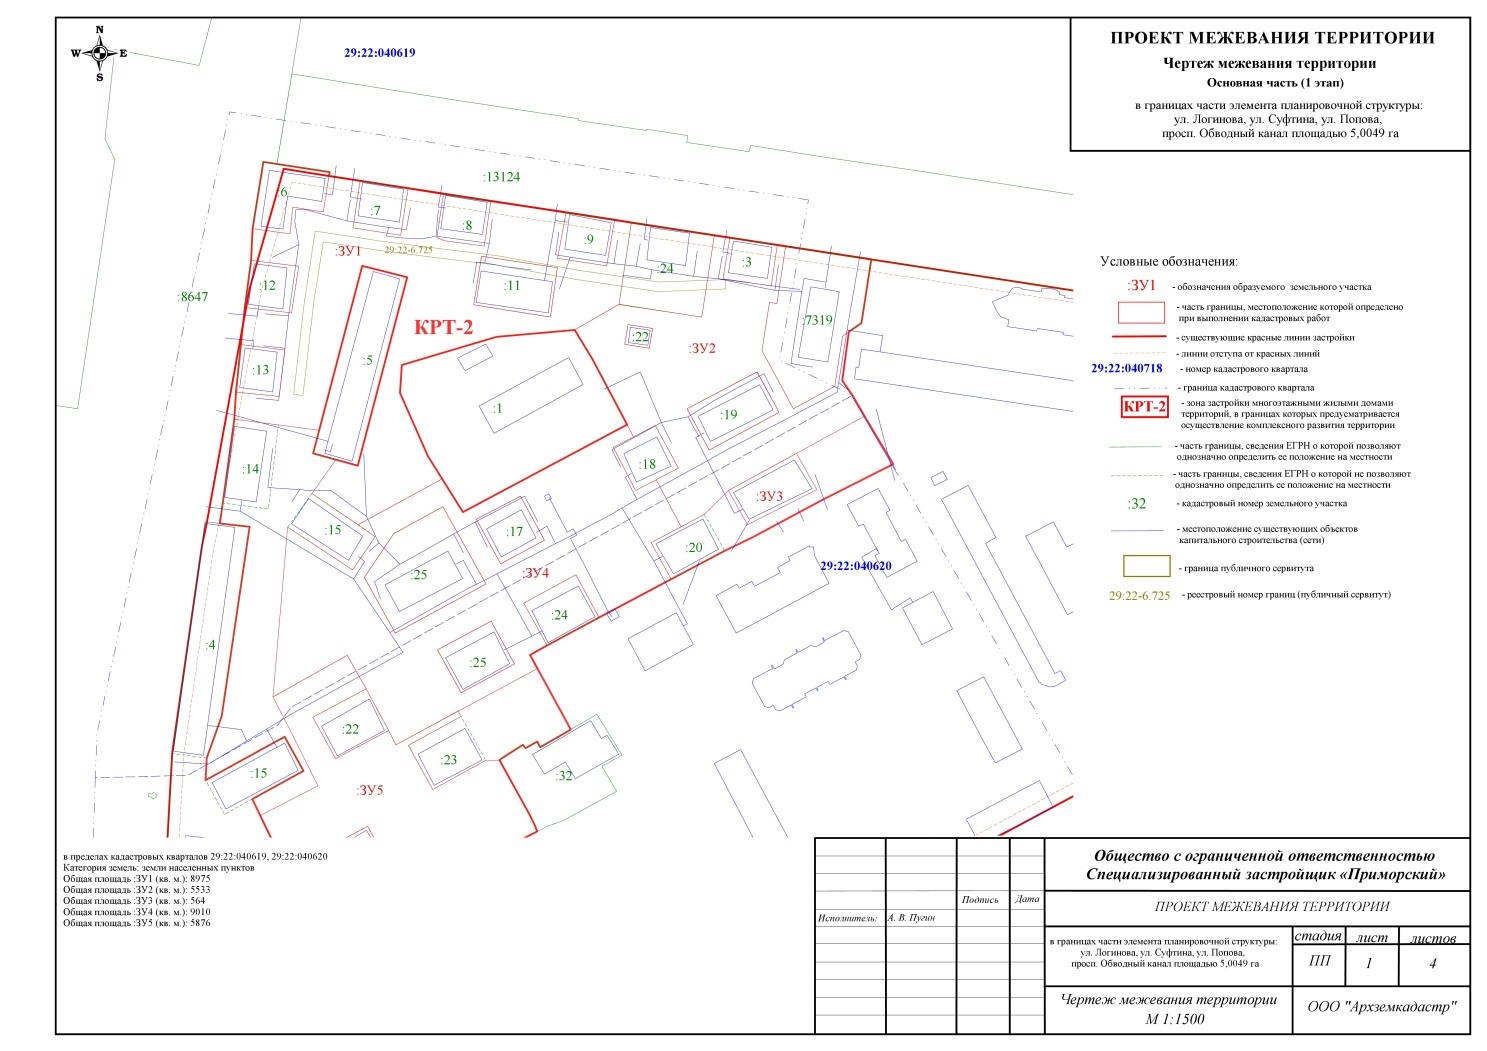 N
W
E
S
29:22:040619
ПРОЕКТ МЕЖЕВАНИЯ ТЕРРИТОРИИ
Чертеж межевания территории
Основная часть (1 этап)
в границах части элемента планировочной структуры:
ул. Логинова, ул. Суфтина, ул. Попова,
просп. Обводный канал площадью 5,0049 га
:13124
:6
:7
:8
:9
:24
:3
:ЗУ1
29:22-6.725
:12
:11
:8647
КРТ-2
:7319
:22
:ЗУ2
:5
:13
:1
:19
:14
:18
:ЗУ3
:15
:17
:20
:25
:ЗУ4
29:22:040620
:24
:4
:25
:22
:23
:15
:32
:ЗУ5
Условные обозначения:
:ЗУ1 - обозначения образуемого земельного участка
- часть границы, местоположение которой определено
при выполнении кадастровых работ
- существующие красные линии застройки
- линии отступа от красных линий
29:22:040718 - номер кадастрового квартала
- граница кадастрового квартала
КРТ-2 - зона застройки многоэтажными жилыми домами
территорий, в границах которых предусматривается
осуществление комплексного развития территории
- часть границы, сведения ЕГРН о которой позволяют
однозначно определить ее положение на местности
- часть границы, сведения ЕГРН о которой не позволяют
однозначно определить ее положение на местности
:32 - кадастровый номер земельного участка
- местоположение существующих объектов
капитального строительства (сети)
- граница публичного сервитута
29:22-6.725 - реестровый номер границ (публичный сервитут)
в пределах кадастровых кварталов 29:22:040619, 29:22:040620
Категория земель: земли населенных пунктов
Общая площадь :ЗУ1 (кв. м.): 8975
Общая площадь :ЗУ2 (кв. м.): 5533
Общая площадь :ЗУ3 (кв. м.): 564
Общая площадь :ЗУ4 (кв. м.): 9010
Общая площадь :ЗУ5 (кв. м.): 5876
Общество с ограниченной ответственностью
Специализированный застройщик «Приморский»
Подпись Дата
Исполнитель: А. В. Пугин
ПРОЕКТ МЕЖЕВАНИЯ ТЕРРИТОРИИ
в границах части элемента планировочной структуры:
ул. Логинова, ул. Суфтина, ул. Попова,
просп. Обводный канал площадью 5,0049 га
стадия лист листов
ПП 1 4
Чертеж межевания территории
М 1:1500
ООО "Архземкадастр"